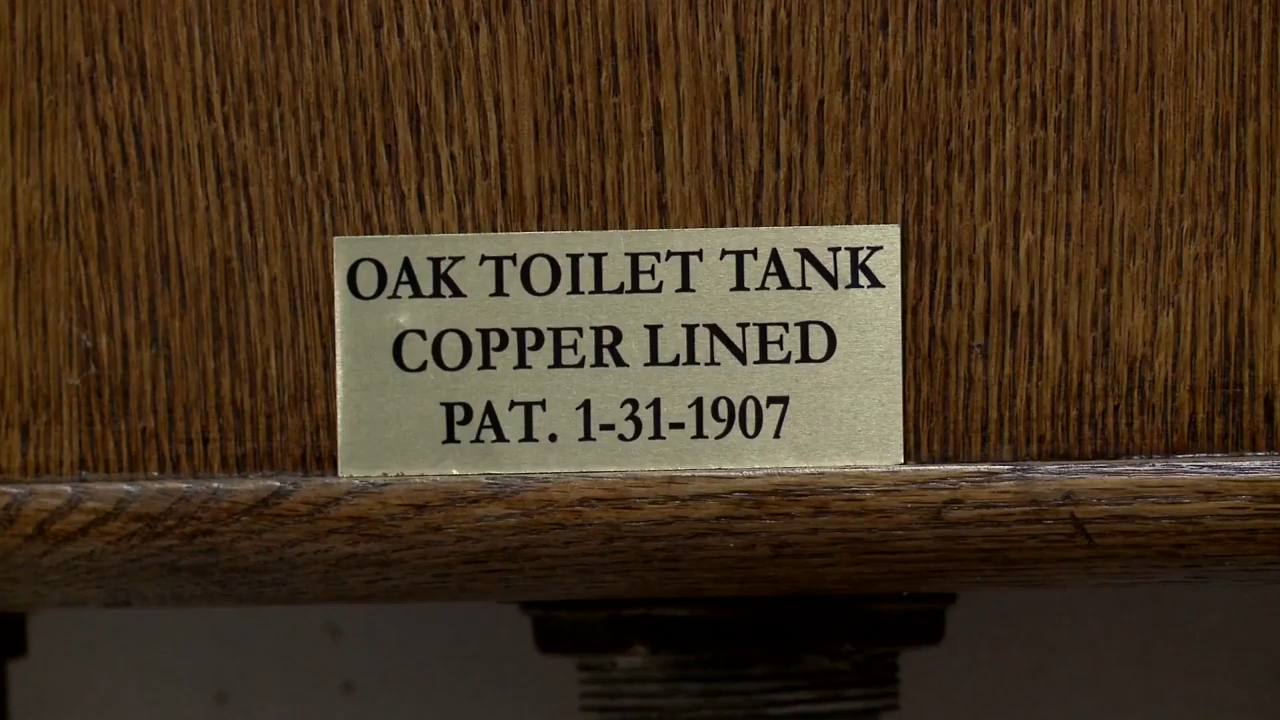 OAK TOILET TANK
COPPER LINED
PAT. 1-31-1907